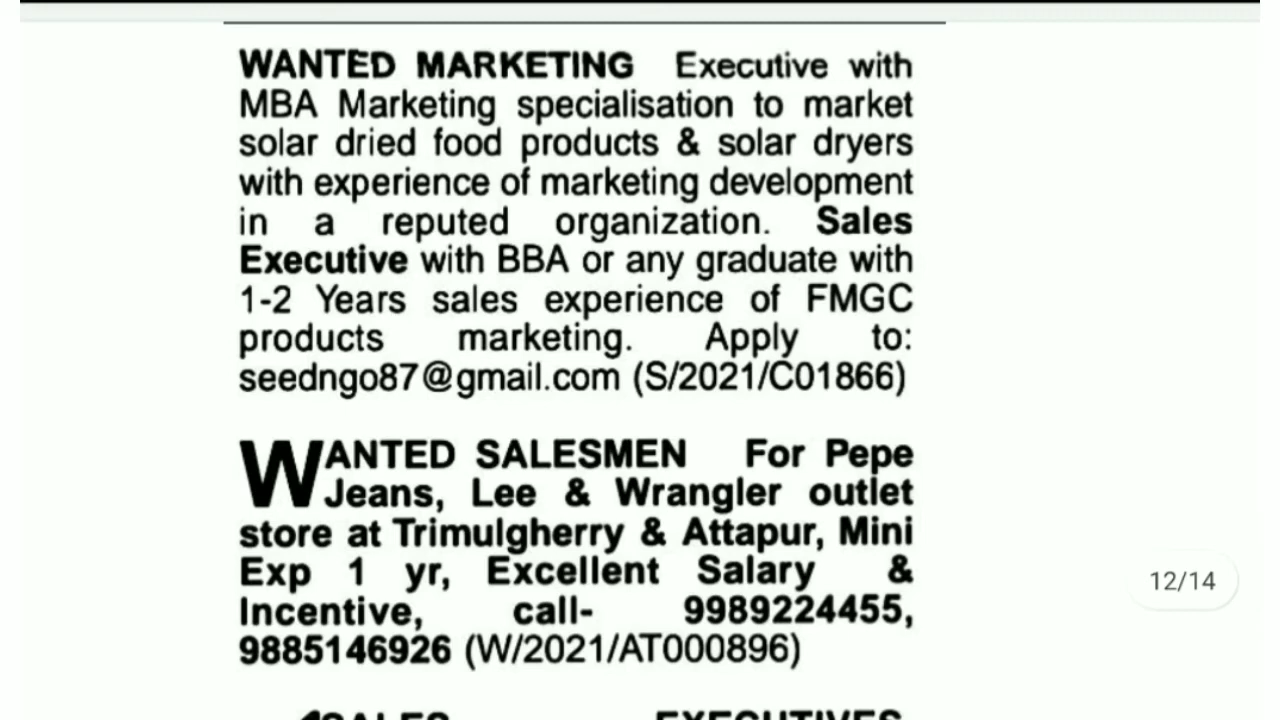 WANTED MARKETING Executive with
MBA Marketing specialisation to market
solar dried food products & solar dryers
with experience of marketing development
in a reputed organization. Sales
Executive with BBA or any graduate with
1-2 Years sales experience of FMGC
products marketing. Apply to:
seedngo87@gmail.com (S/2021/C01866)
WANTED SALESMEN For Pepe
Jeans, Lee & Wrangler outlet
store at Trimulgherry & Attapur, Mini
Exp 1 yr, Excellent Salary &
Incentive, call- 9989224455,
9885146926 (W/2021/AT000896)
12/14
SALES EXECUTIVES